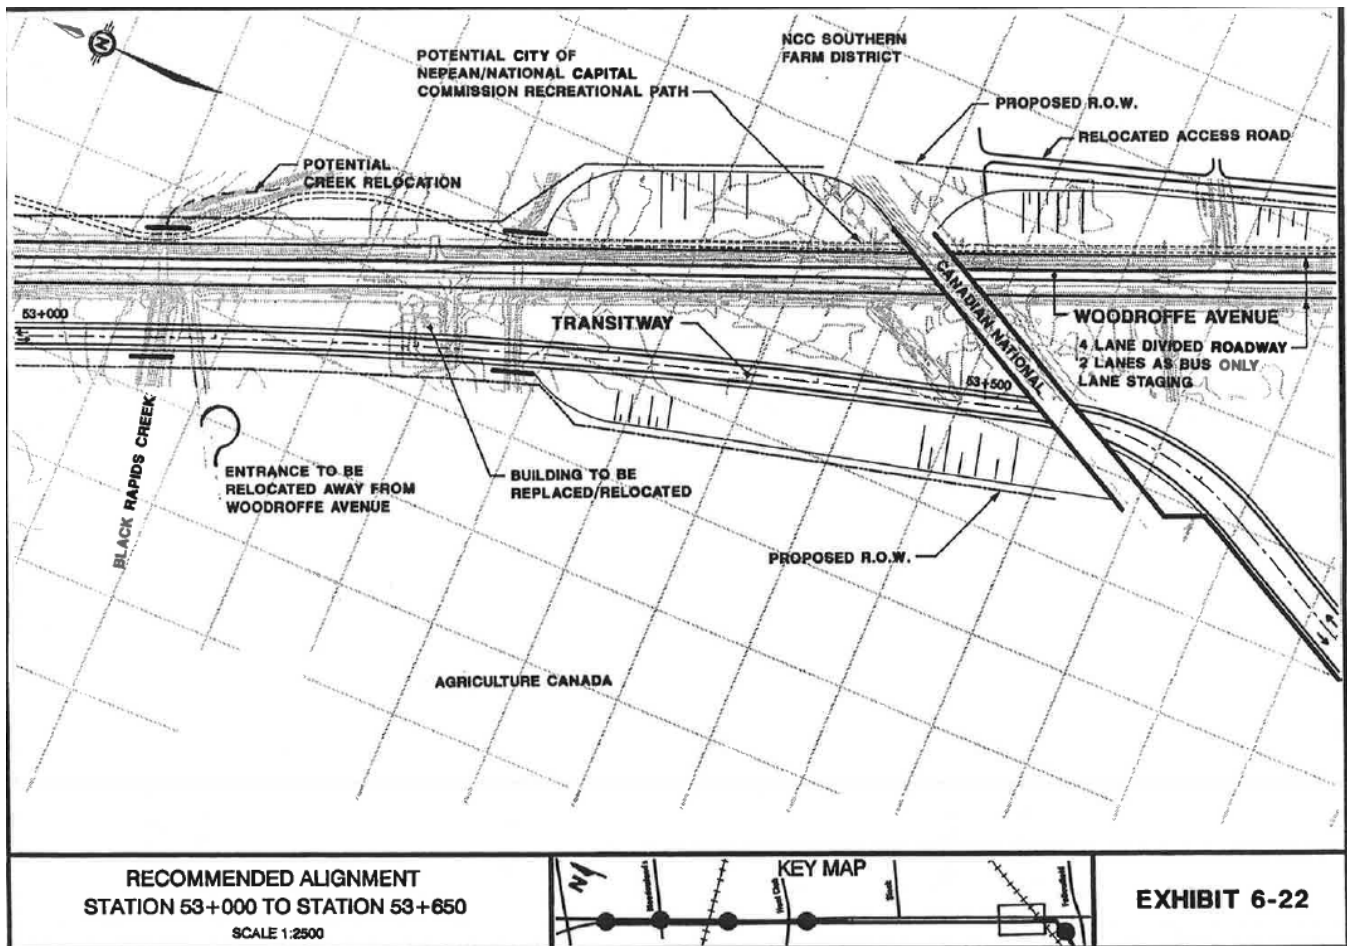 N
POTENTIAL CITY OF
NEPEAN/NATIONAL CAPITAL
COMMISSION RECREATIONAL PATH
NCC SOUTHERN
FARM DISTRICT
PROPOSED R.O.W.
RELOCATED ACCESS ROAD
POTENTIAL
CREEK RELOCATION
CANADIAN NATIONAL
53+000
TRANSITWAY
WOODROFFE AVENUE
4 LANE DIVIDED ROADWAY
2 LANES AS BUS ONLY
LANE STAGING
53+500
BLACK RAPIDS CREEK
ENTRANCE TO BE
RELOCATED AWAY FROM
WOODROFFE AVENUE
BUILDING TO BE
REPLACED/RELOCATED
PROPOSED R.O.W.
AGRICULTURE CANADA
RECOMMENDED ALIGNMENT
STATION 53+000 TO STATION 53+650
SCALE 1:2500
KEY MAP
N
EXHIBIT 6-22